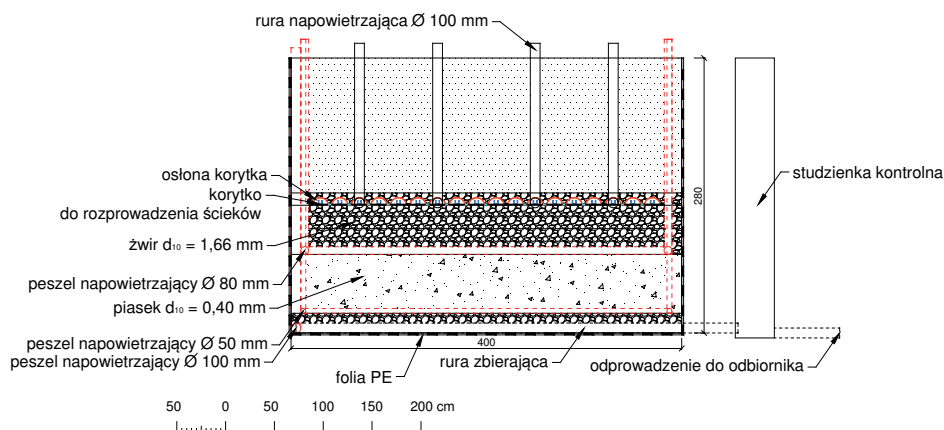 rura napowietrzająca Ø 100 mm
osłona korytka
korytko
do rozprowadzenia ścieków
żwir d₁₀ = 1,66 mm
peszel napowietrzający Ø 80 mm
piasek d₁₀ = 0,40 mm
peszel napowietrzający Ø 50 mm
peszel napowietrzający Ø 100 mm
folia PE
400
rura zbierająca
280
studzienka kontrolna
odprowadzenie do odbiornika
50 0 50 100 150 200 cm